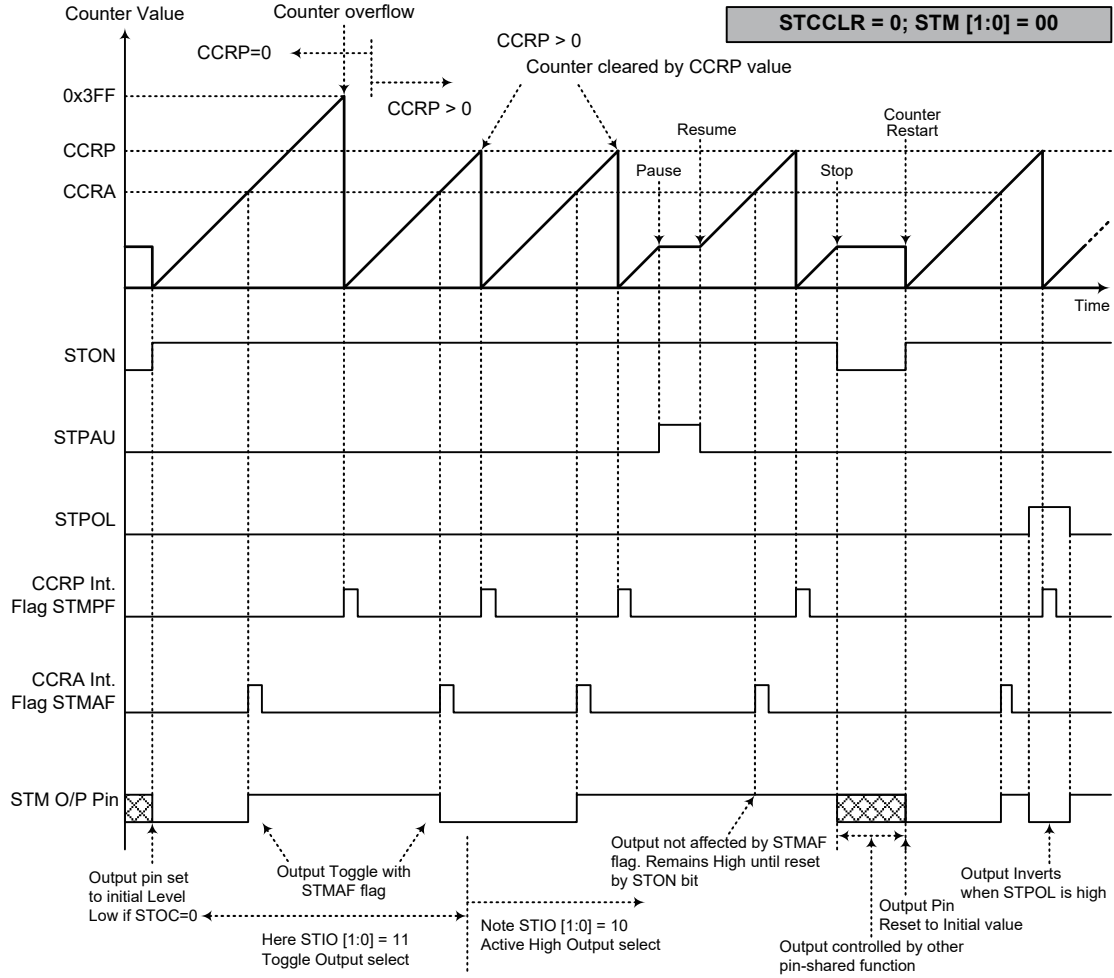 Counter Value
Counter overflow
STCCLR = 0; STM [1:0] = 00
CCRP=0
CCRP > 0
CCRP > 0
Counter cleared by CCRP value
0x3FF
CCRP
CCRA
Pause
Resume
Stop
Counter
Restart
Time
STON
STPAU
STPOL
CCRP Int.
Flag STMPF
CCRA Int.
Flag STMAF
STM O/P Pin
Output pin set
to initial Level
Low if STOC=0
Output Toggle with
STMAF flag
Here STIO [1:0] = 11
Toggle Output select
Output not affected by STMAF
flag. Remains High until reset
by STON bit
Note STIO [1:0] = 10
Active High Output select
Output Inverts
when STPOL is high
Output Pin
Reset to Initial value
Output controlled by other
pin-shared function